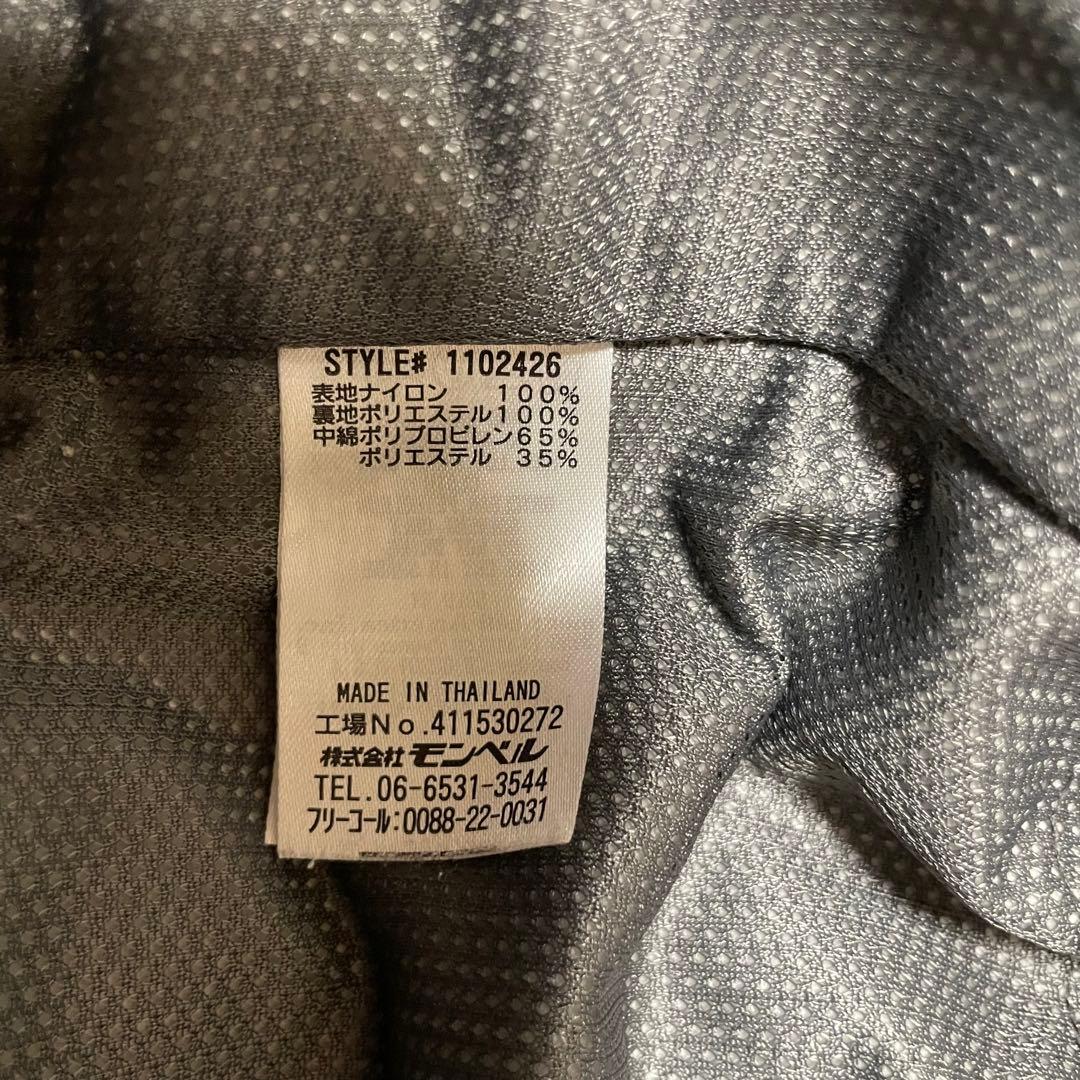 STYLE# 1102426
表地ナイロン 100%
裏地ポリエステル100%
中綿ポリプロピレン65%
ポリエステル 35%
MADE IN THAILAND
工場No.411530272
株式会社モンベル
TEL.06-6531-3544
フリーコール:0088-22-0031